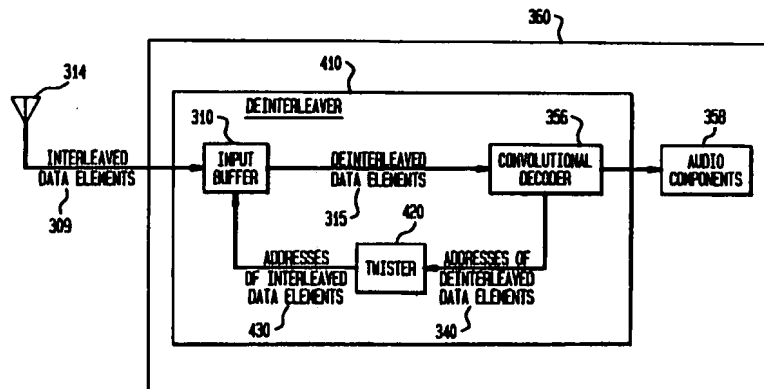 360
410
314
DEINTERLEAVER
356
358
310
INTERLEAVED
DATA ELEMENTS
309
INPUT
BUFFER
DEINTERLEAVED
DATA ELEMENTS
315
CONVOLUTIONAL
DECODER
AUDIO
COMPONENTS
420
ADDRESSES
OF INTERLEAVED
DATA ELEMENTS
430
TWISTER
ADDRESSES OF
DEINTERLEAVED
DATA ELEMENTS
340